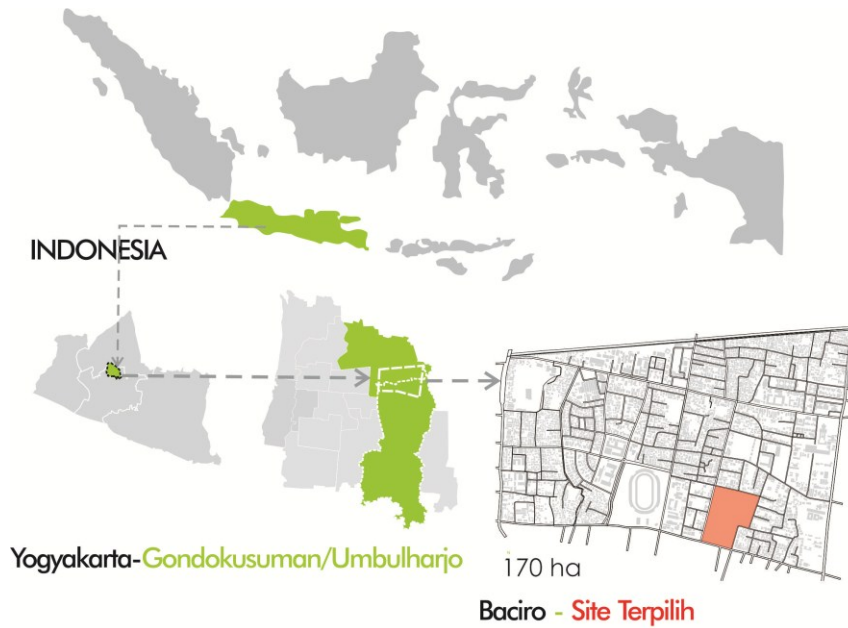 INDONESIA
Yogyakarta-Gondokusuman/Umbulharjo
170 ha
Baciro - Site Terpilih